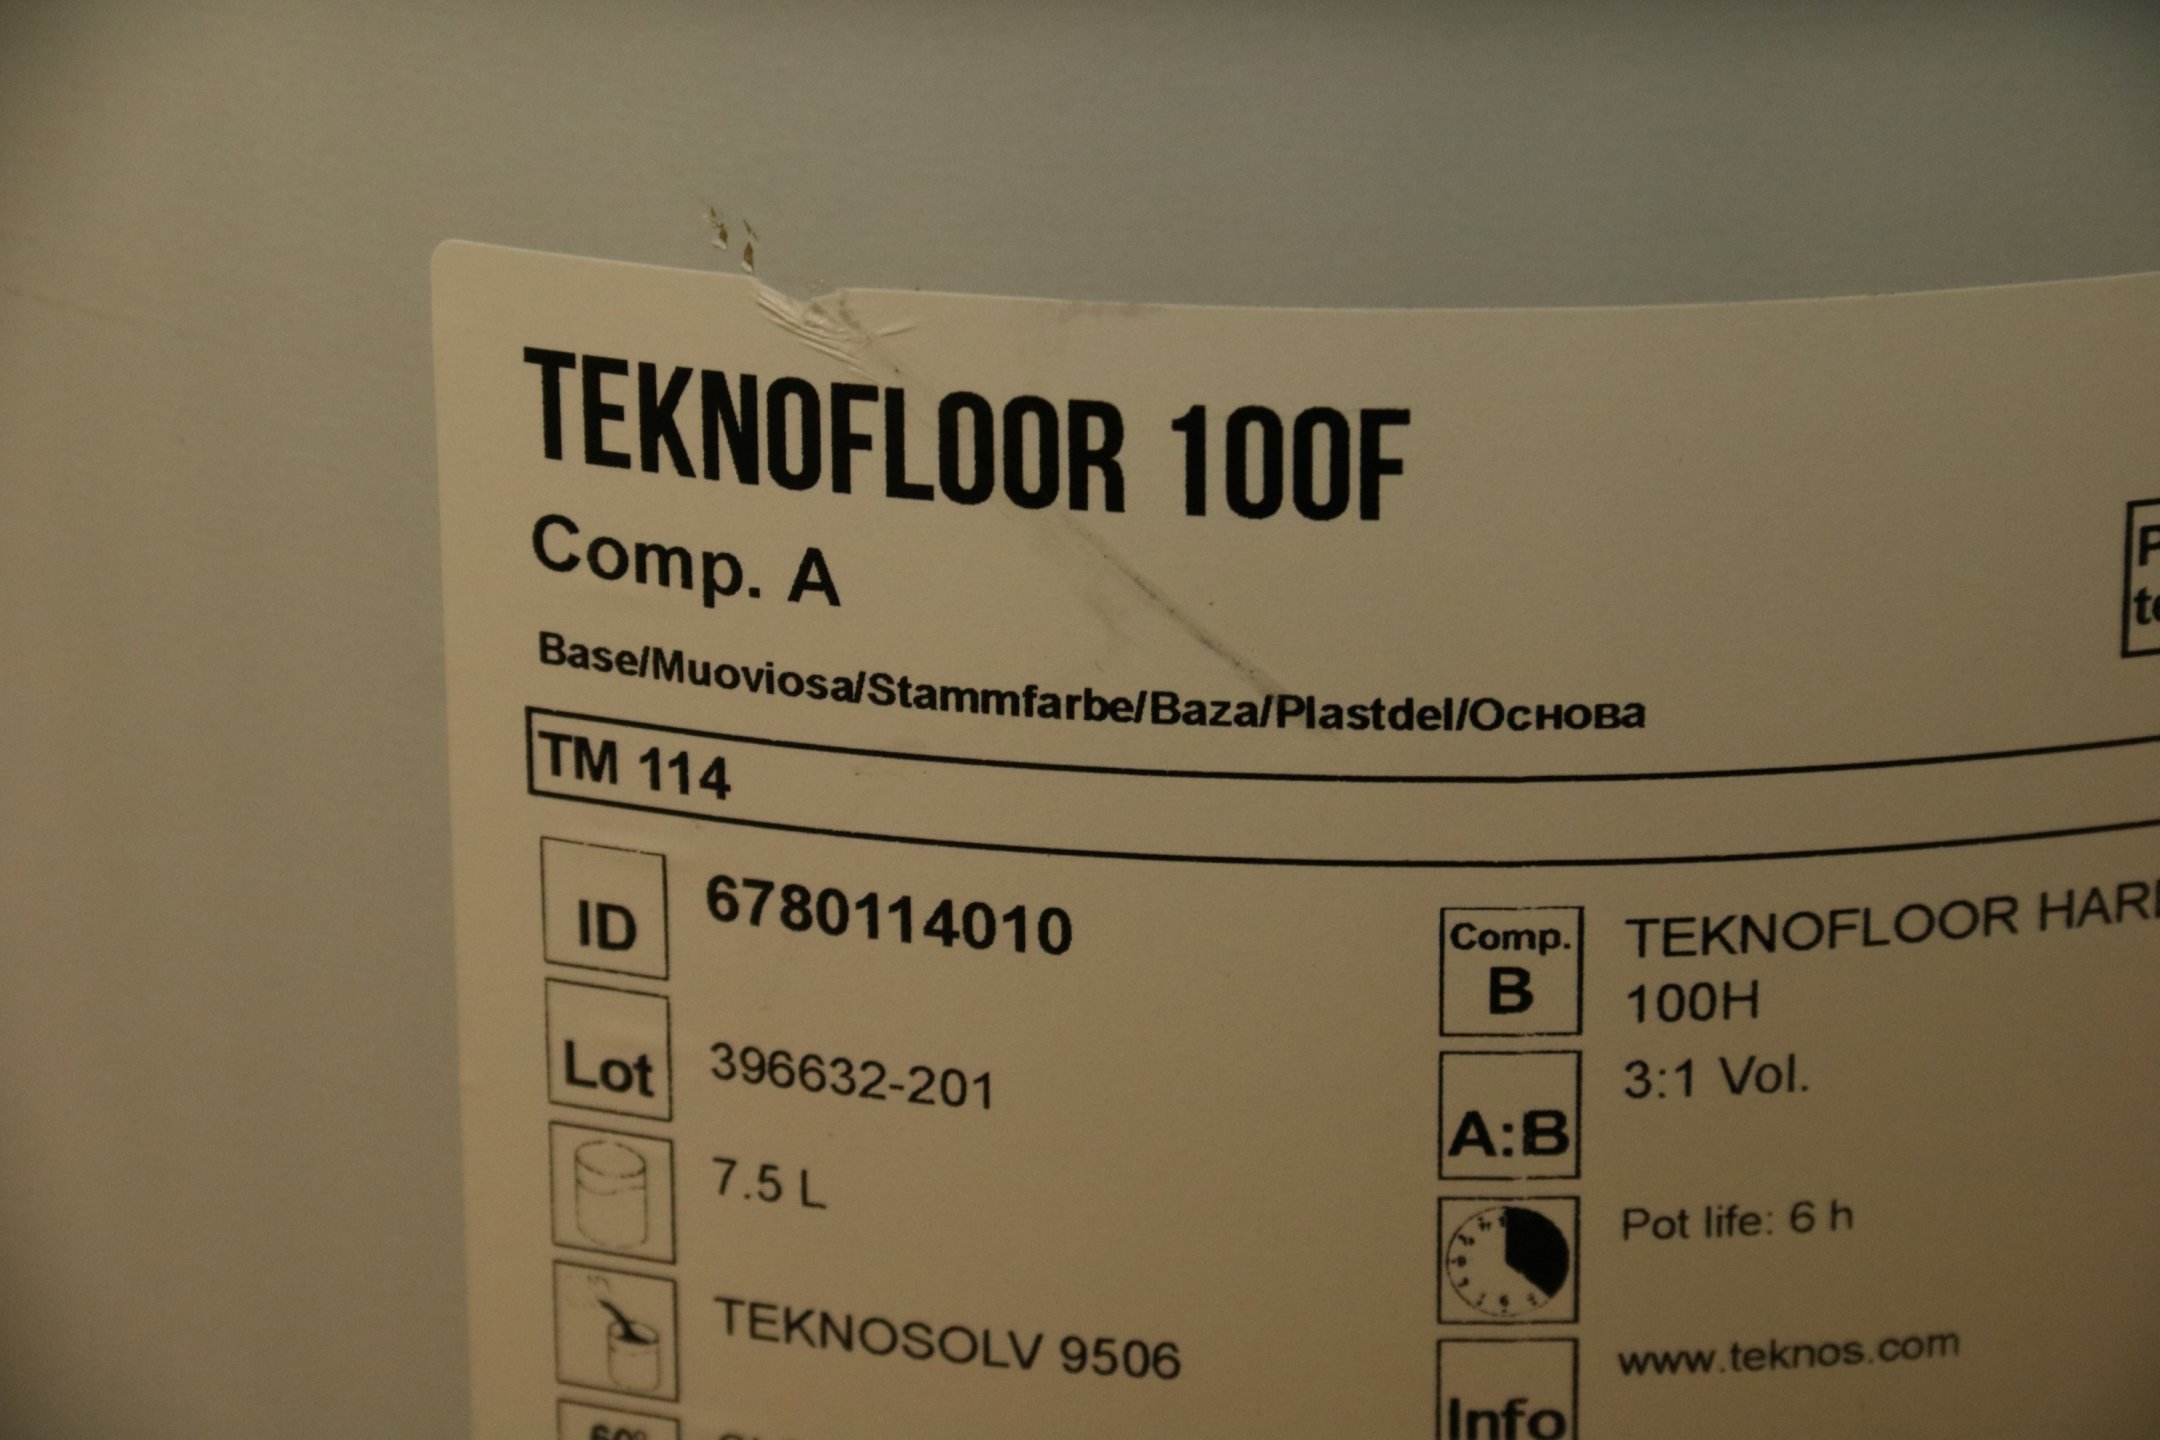 TEKNOFLOOR 100F
Comp. A
Base/Muoviosa/Stammfarbe/Baza/Plastdel/Основа
TM 114
ID 6780114010
Lot 396632-201
7.5 L
TEKNOSOLV 9506
60°
Comp. B TEKNOFLOOR
100H
A:B 3:1 Vol.
Pot life: 6 h
Info www.teknos.com